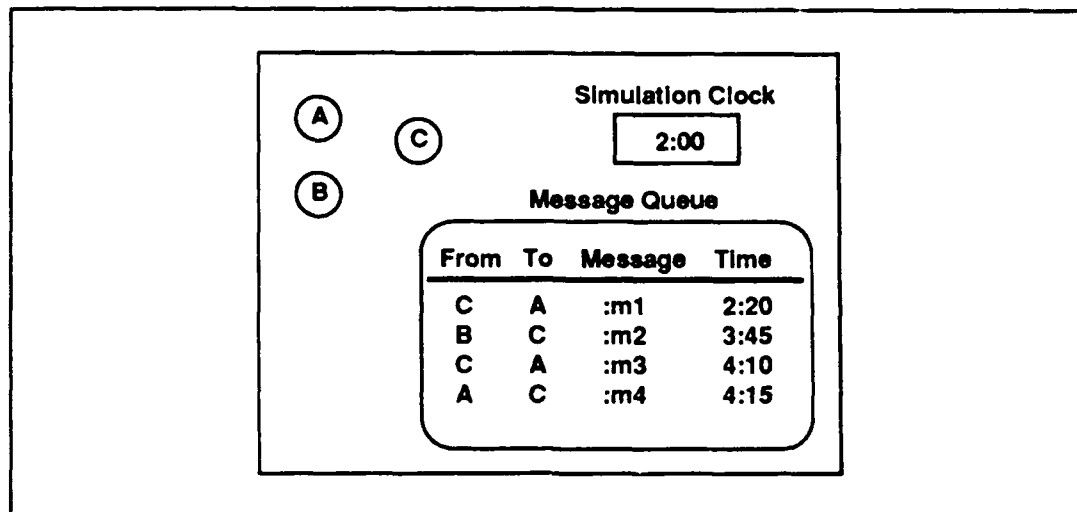 A
Simulation Clock
C
2:00
B
Message Queue
From To Message Time
C A :m1 2:20
B C :m2 3:45
C A :m3 4:10
A C :m4 4:15